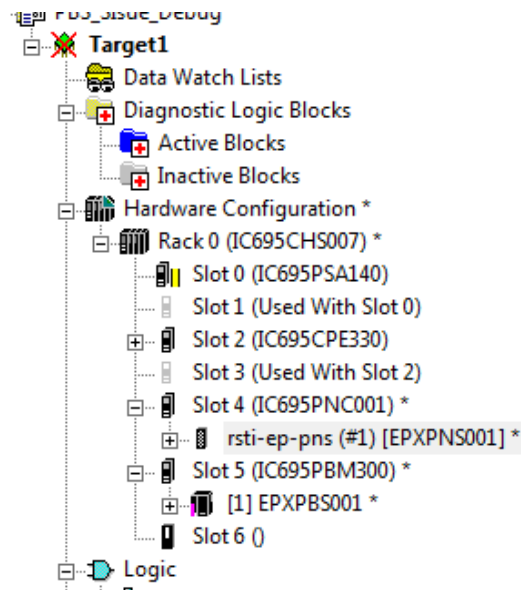 PBS_Sisue_Debug
Target1
Data Watch Lists
Diagnostic Logic Blocks
Active Blocks
Inactive Blocks
Hardware Configuration *
Rack 0 (IC695CHS007) *
Slot 0 (IC695PSA140)
Slot 1 (Used With Slot 0)
Slot 2 (IC695CPE330)
Slot 3 (Used With Slot 2)
Slot 4 (IC695PNC001) *
rsti-ep-pns (#1) [EPXPNS001] *
Slot 5 (IC695PBM300) *
[1] EPXPBS001 *
Slot 6 ()
Logic